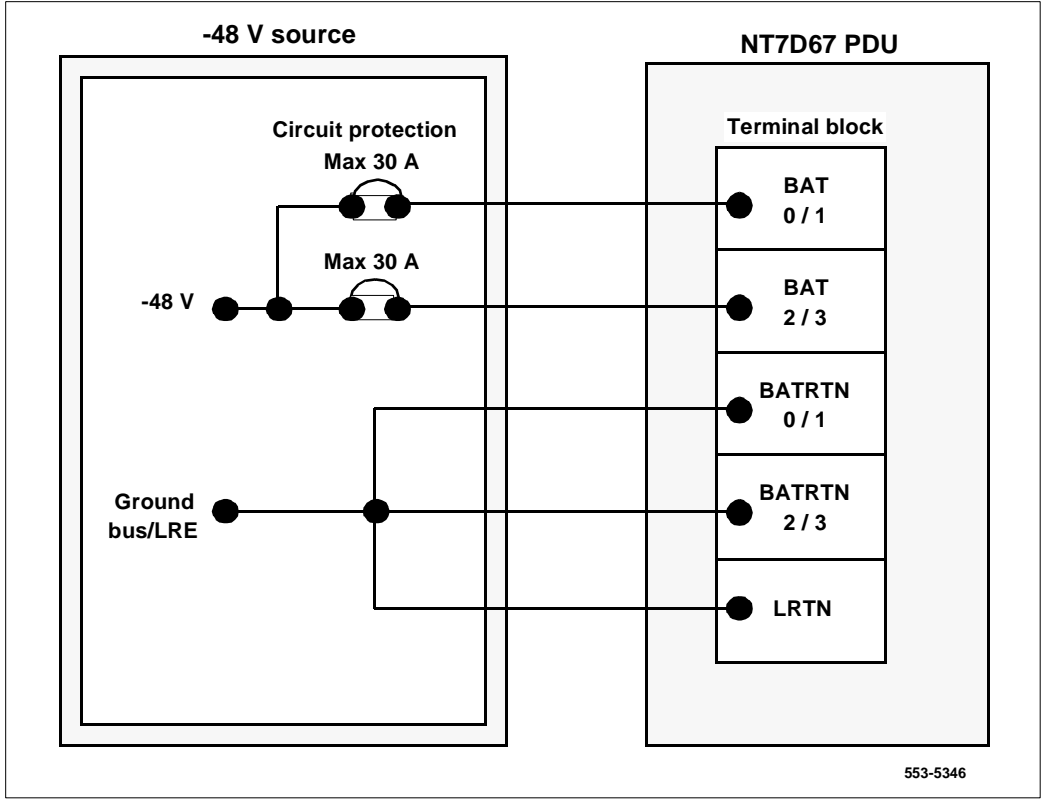 -48 V source
NT7D67 PDU
Circuit protection
Max 30 A
Max 30 A
-48 V
Ground
bus/LRE
Terminal block
BAT
0 / 1
BAT
2 / 3
BATRTN
0 / 1
BATRTN
2 / 3
LRTN
553-5346